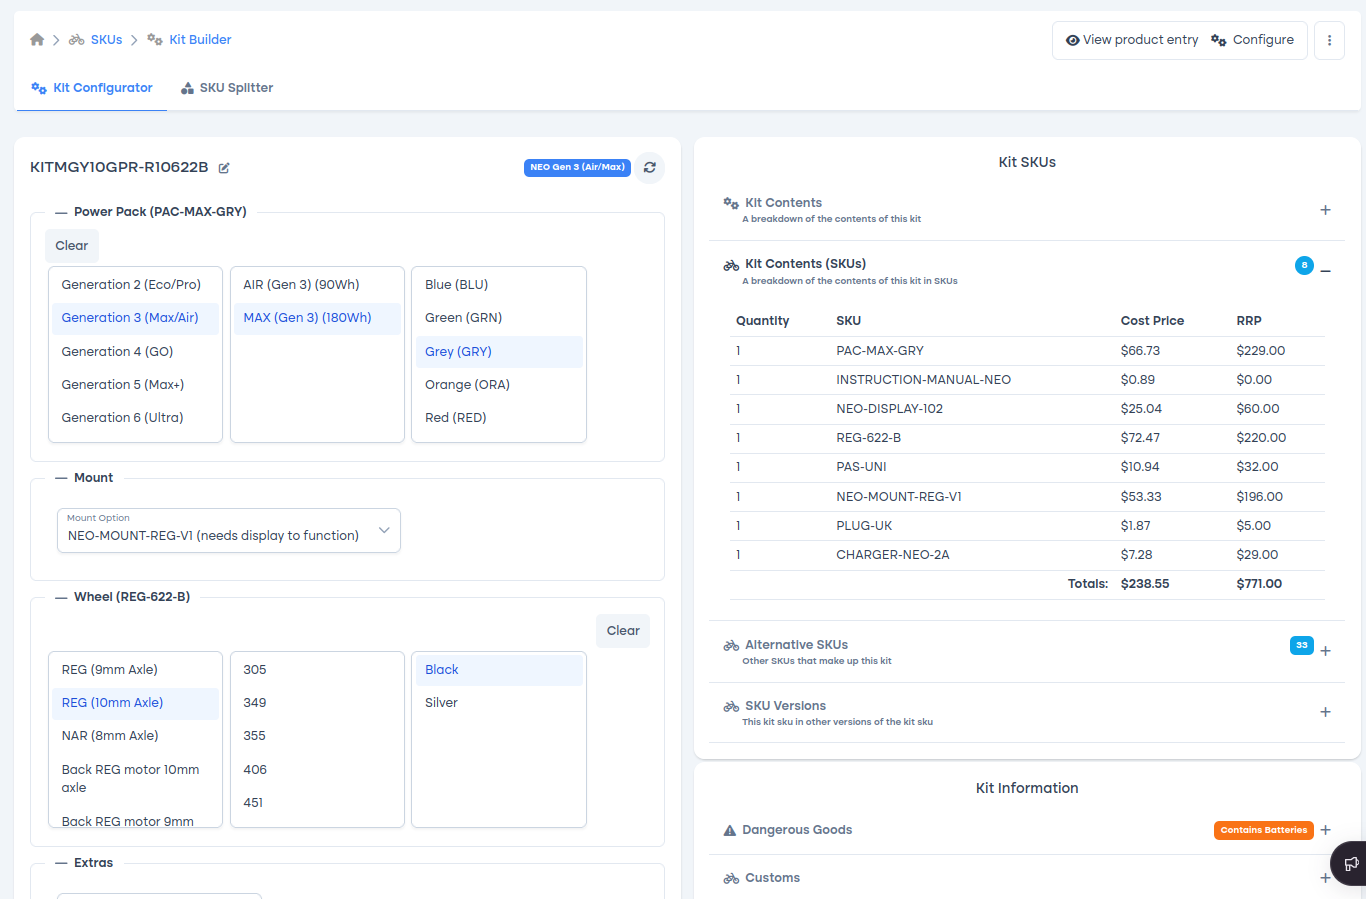 SKUs
Kit Builder
View product entry
Configure
Kit Configurator
SKU Splitter
KITMGY10GPR-R10622B
NEO Gen 3 (Air/Max)
Power Pack (PAC-MAX-GRY)
Clear
Generation 2 (Eco/Pro)
Generation 3 (Max/Air)
Generation 4 (GO)
Generation 5 (Max+)
Generation 6 (Ultra)
AIR (Gen 3) (90Wh)
MAX (Gen 3) (180Wh)
Blue (BLU)
Green (GRN)
Grey (GRY)
Orange (ORA)
Red (RED)
Mount
Mount Option
NEO-MOUNT-REG-V1 (needs display to function)
Wheel (REG-622-B)
Clear
REG (9mm Axle)
REG (10mm Axle)
NAR (8mm Axle)
Back REG motor 10mm
axle
Back REG motor 9mm
305
349
355
406
451
Black
Silver
Extras
Kit SKUs
Kit Contents
A breakdown of the contents of this kit
Kit Contents (SKUs)
A breakdown of the contents of this kit in SKUs
8
Quantity SKU Cost Price RRP
1 PAC-MAX-GRY $66.73 $229.00
1 INSTRUCTION-MANUAL-NEO $0.89 $0.00
1 NEO-DISPLAY-102 $25.04 $60.00
1 REG-622-B $72.47 $220.00
1 PAS-UNI $10.94 $32.00
1 NEO-MOUNT-REG-V1 $53.33 $196.00
1 PLUG-UK $1.87 $5.00
1 CHARGER-NEO-2A $7.28 $29.00
Totals: $238.55 $771.00
Alternative SKUs
Other SKUs that make up this kit
33
SKU Versions
This kit sku in other versions of the kit sku
Kit Information
Dangerous Goods
Contains Batteries
Customs